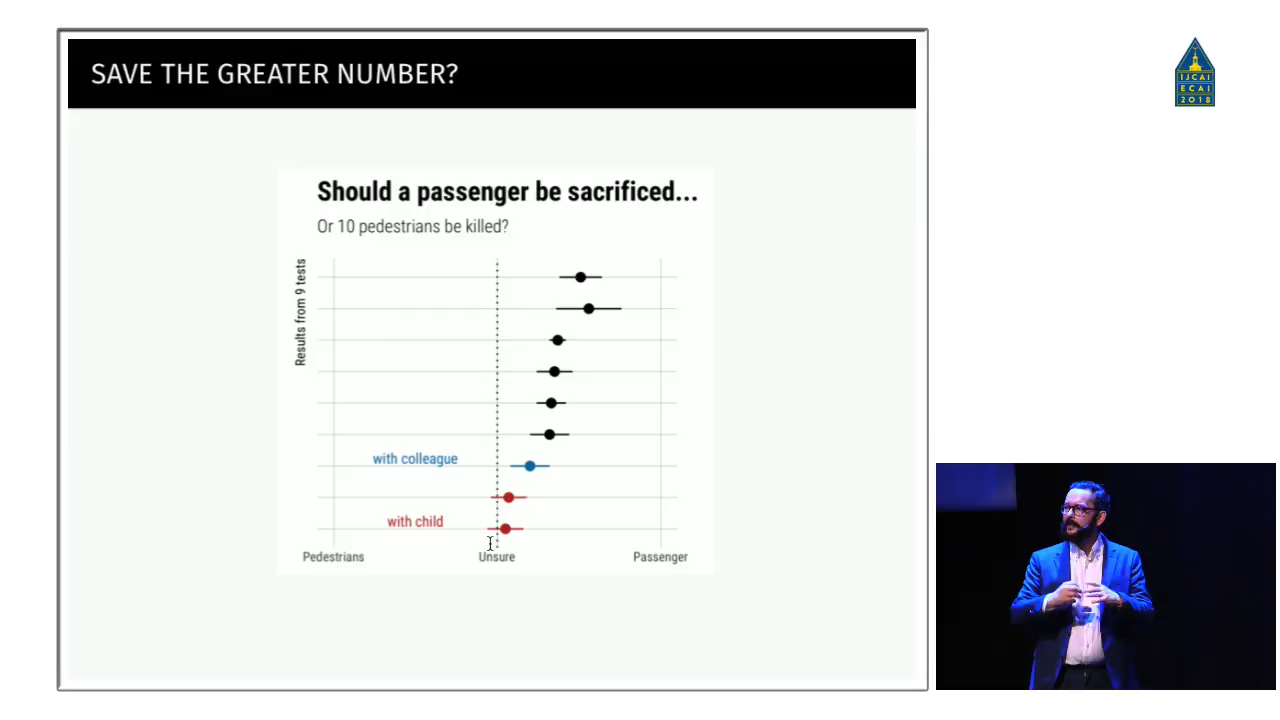 SAVE THE GREATER NUMBER?
IJCAI
ECAI
2018
Should a passenger be sacrificed...
Or 10 pedestrians be killed?
Results from 9 tests
with colleague
with child
Pedestrians
Unsure
Passenger